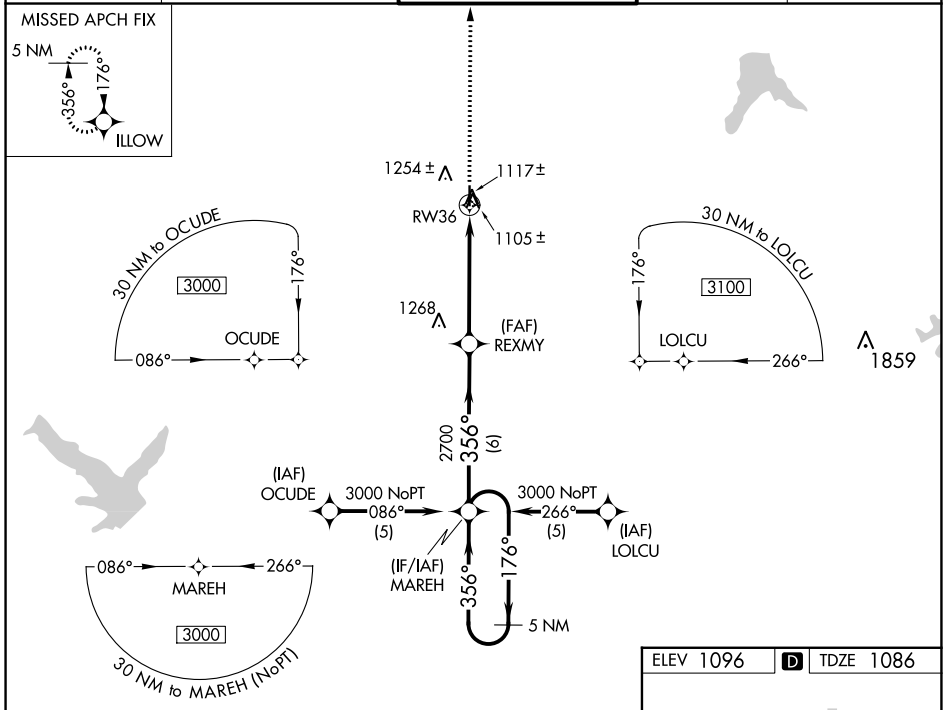 MISSED APCH FIX
5 NM
356°
176°
ILLOW
1254 ±
1117 ±
RW36
1105 ±
30 NM to OCUDE
3000
176°
OCUDE
086°
30 NM to LOLCU
176°
3100
LOLCU
266°
1859
1268
(FAF)
REXMY
2700
356°
(6)
(IAF)
OCUDE
3000 NoPT
086°
(5)
3000 NoPT
266°
(5)
(IAF)
LOLCU
(IF/IAF)
MAREH
356°
176°
5 NM
086°
266°
MAREH
3000
30 NM to MAREH (NoPT)
ELEV 1096 D TDZE 1086